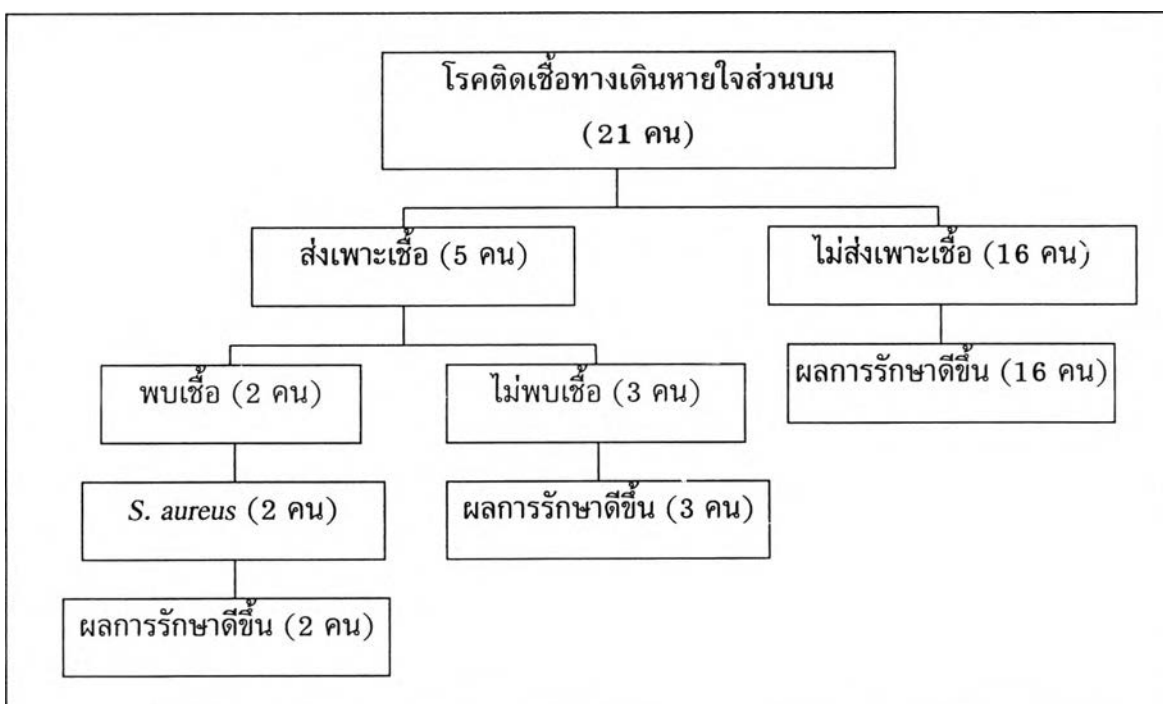 โรคติดเชื้อทางเดินหายใจส่วนบน
(21 คน)
ส่งเพาะเชื้อ (5 คน)
ไม่ส่งเพาะเชื้อ (16 คน)
พบเชื้อ (2 คน)
ไม่พบเชื้อ (3 คน)
ผลการรักษาดีขึ้น (16 คน)
S. aureus (2 คน)
ผลการรักษาดีขึ้น (3 คน)
ผลการรักษาดีขึ้น (2 คน)